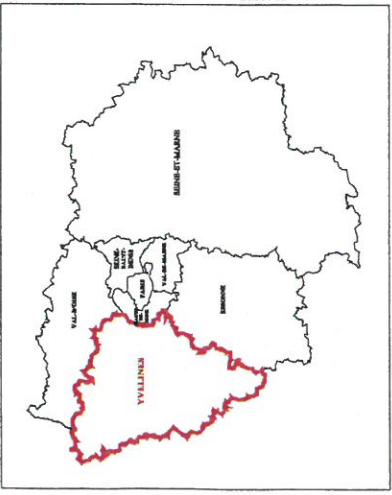 VAL-D'OISE
SEINE-
SAINT-
DENIS
PARIS
VAL-DE-MARNE
SEINE-ET-MARNE
YVELINES
ESSONNE